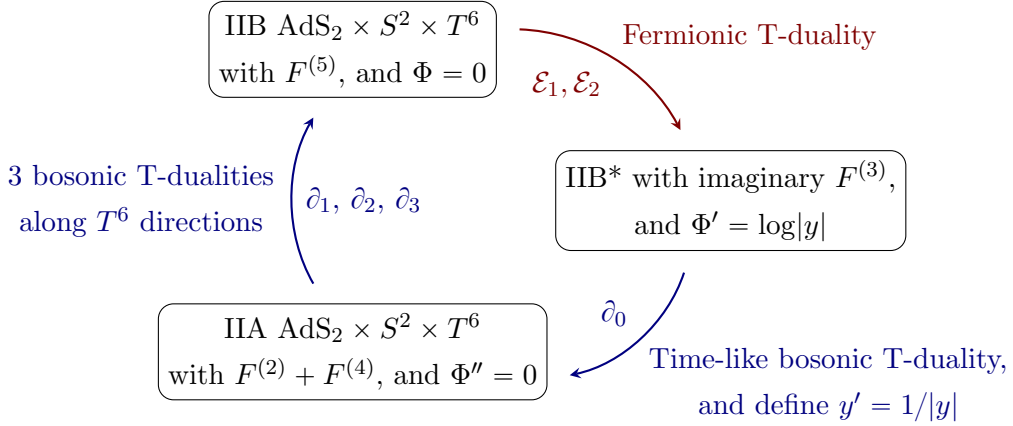 IIB AdS₂ × S² × T⁶
with F⁽⁵⁾, and Φ = 0
Fermionic T-duality
ℰ₁, ℰ₂
3 bosonic T-dualities
along T⁶ directions
∂₁, ∂₂, ∂₃
IIB* with imaginary F⁽³⁾,
and Φ′ = log|y|
∂₀
IIA AdS₂ × S² × T⁶
with F⁽²⁾ + F⁽⁴⁾, and Φ″ = 0
Time-like bosonic T-duality,
and define y′ = 1/|y|